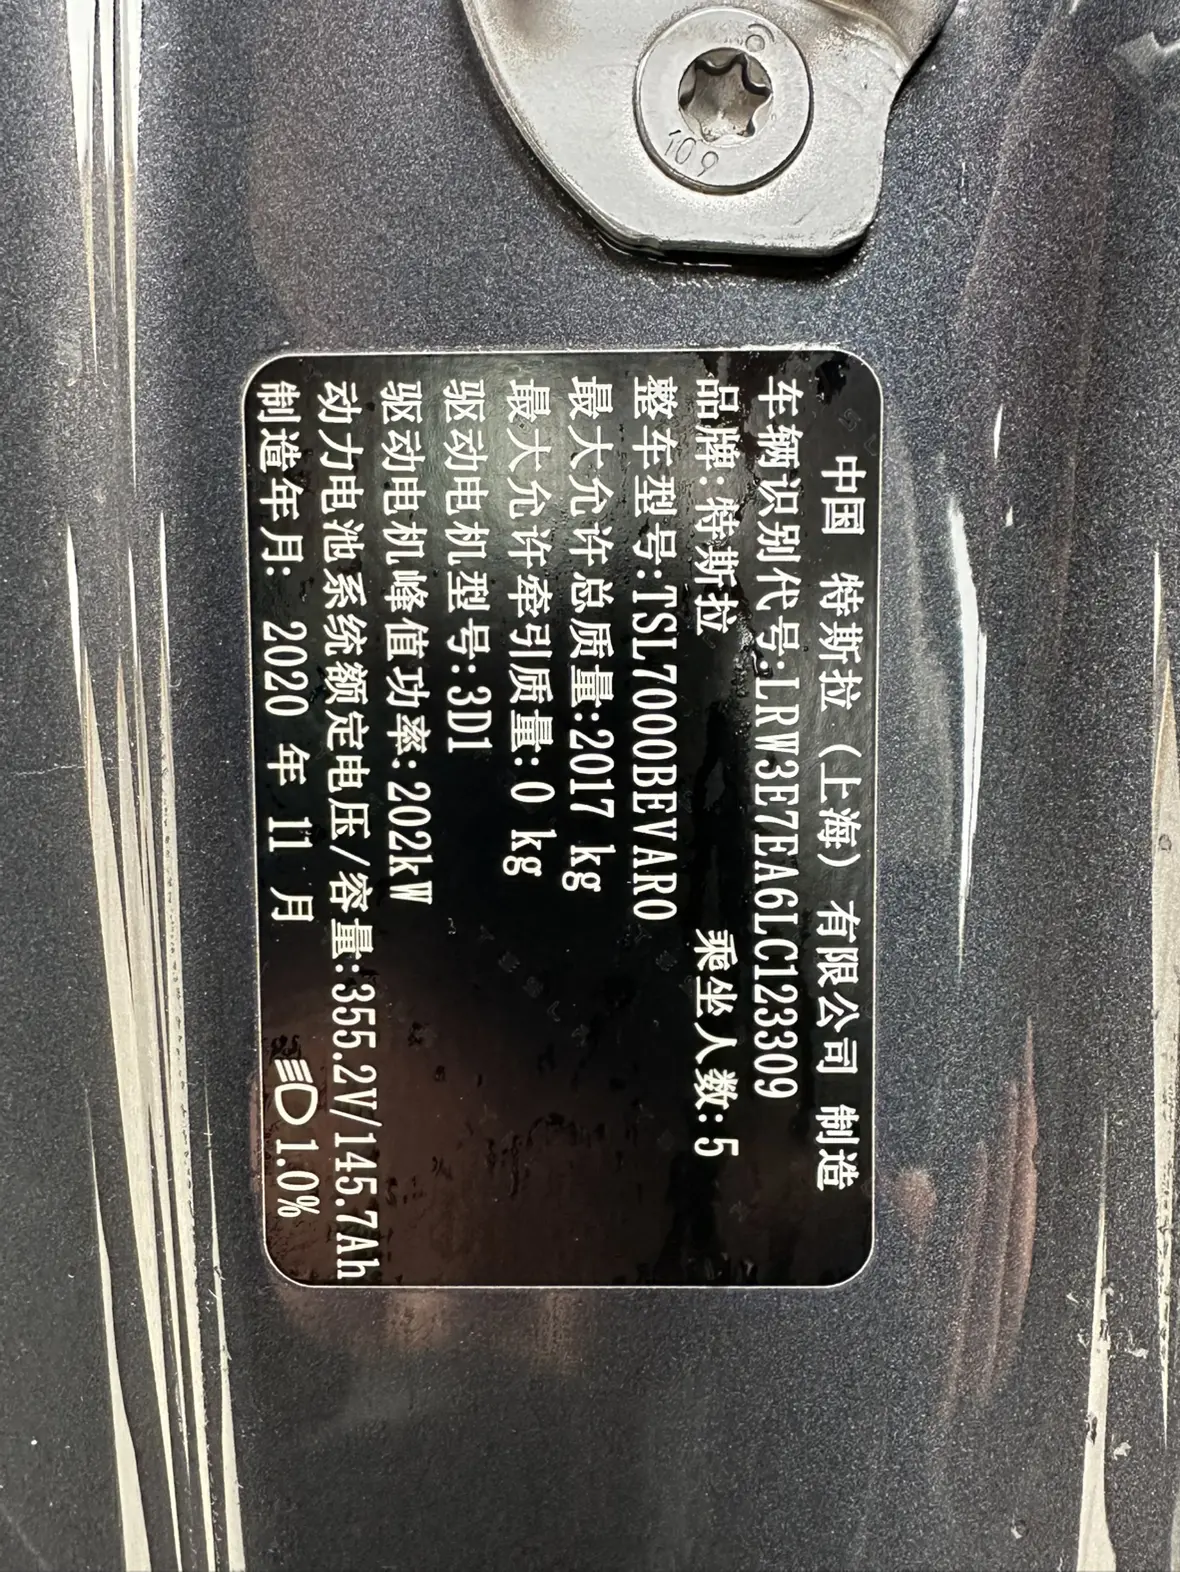 中国 特斯拉（上海）有限公司 制造
车辆识别代号:LRW3E7EA6LC123309
品牌:特斯拉 乘坐人数:5
整车型号:TSL7000BEVAR0
最大允许总质量:2017 kg
最大允许牵引质量:0 kg
驱动电机型号:3D1
驱动电机峰值功率:202kW
动力电池系统额定电压/容量:355.2V/145.7Ah
制造年月: 2020 年 11 月 1.0%
109